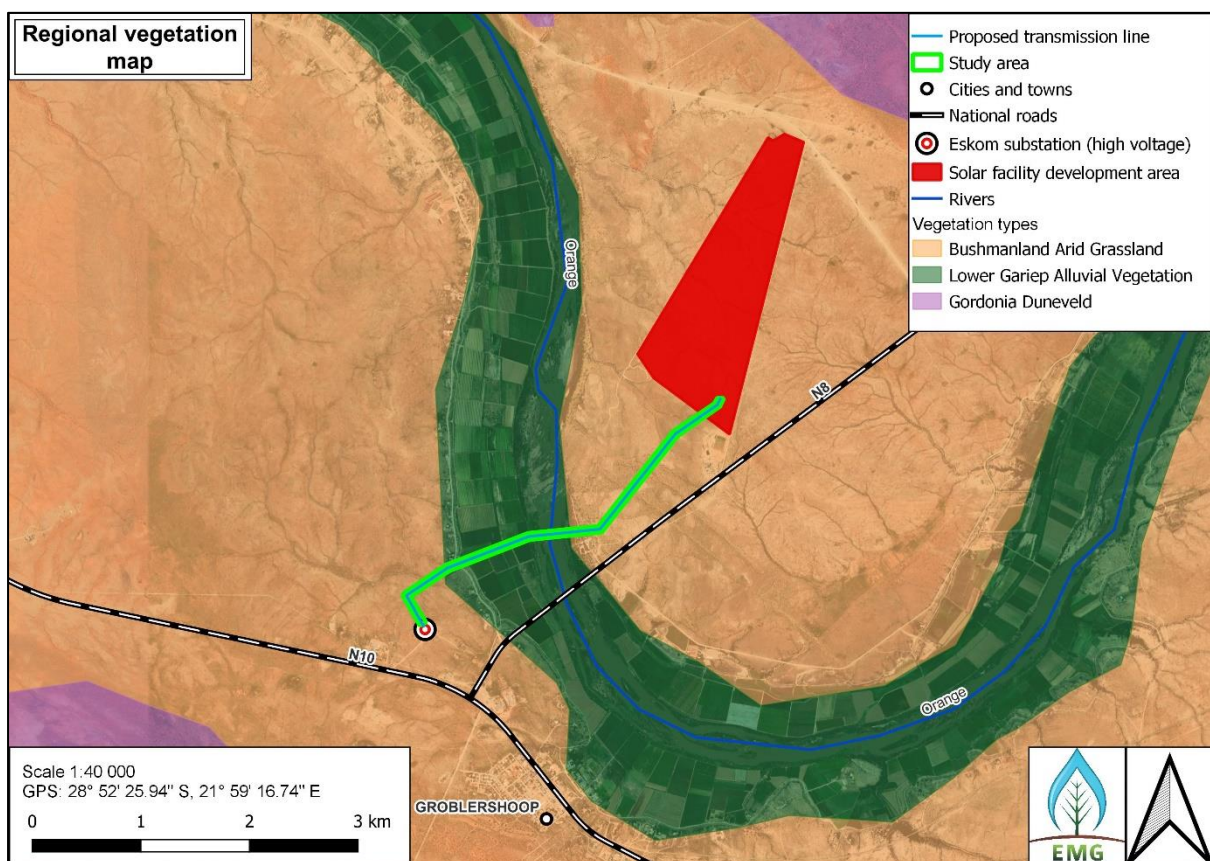 Regional vegetation
map
Proposed transmission line
Study area
Cities and towns
National roads
Eskom substation (high voltage)
Solar facility development area
Rivers
Vegetation types
Bushmanland Arid Grassland
Lower Gariep Alluvial Vegetation
Gordonia Duneveld
Orange
N8
N10
Orange
GROBLERSHOOP
Scale 1:40 000
GPS: 28° 52' 25.94" S, 21° 59' 16.74" E
0 1 2 3 km
EMG